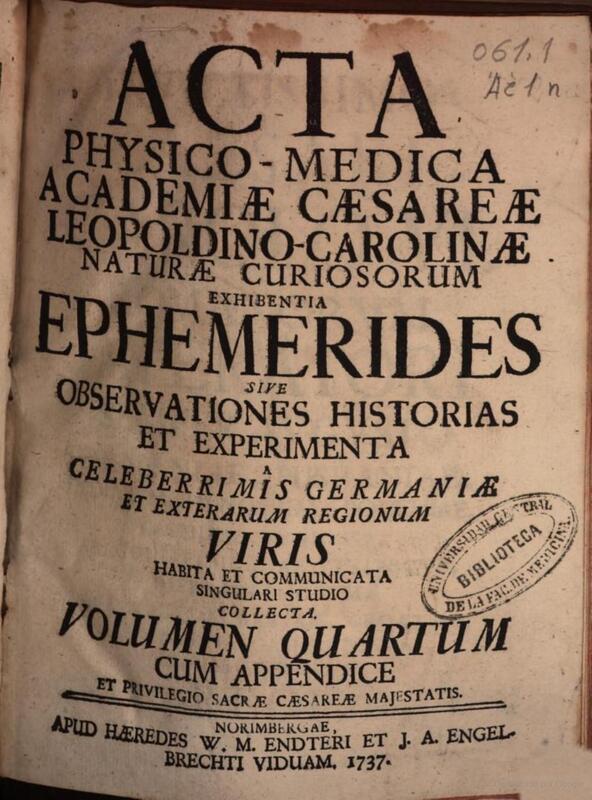 061.1
Ac1n
ACTA
PHYSICO-MEDICA
ACADEMIÆ CÆSAREÆ
LEOPOLDINO-CAROLINÆ
NATURÆ CURIOSORUM
EXHIBENTIA
EPHEMERIDES
SIVE
OBSERVATIONES HISTORIAS
ET EXPERIMENTA
A
CELEBERRIMIS GERMANIÆ
ET EXTERARUM REGIONUM
VIRIS
HABITA ET COMMUNICATA
SINGULARI STUDIO
COLLECTA.
VOLUMEN QUARTUM
CUM APPENDICE
ET PRIVILEGIO SACRÆ CÆSAREÆ MAJESTATIS.
NORIMBERGAE,
APUD HÆREDES W. M. ENDTERI ET J. A. ENGEL-
BRECHTI VIDUAM. 1737.
UNIVERSIDAD CENTRAL
BIBLIOTECA
DE LA FAC. DE MEDICINA